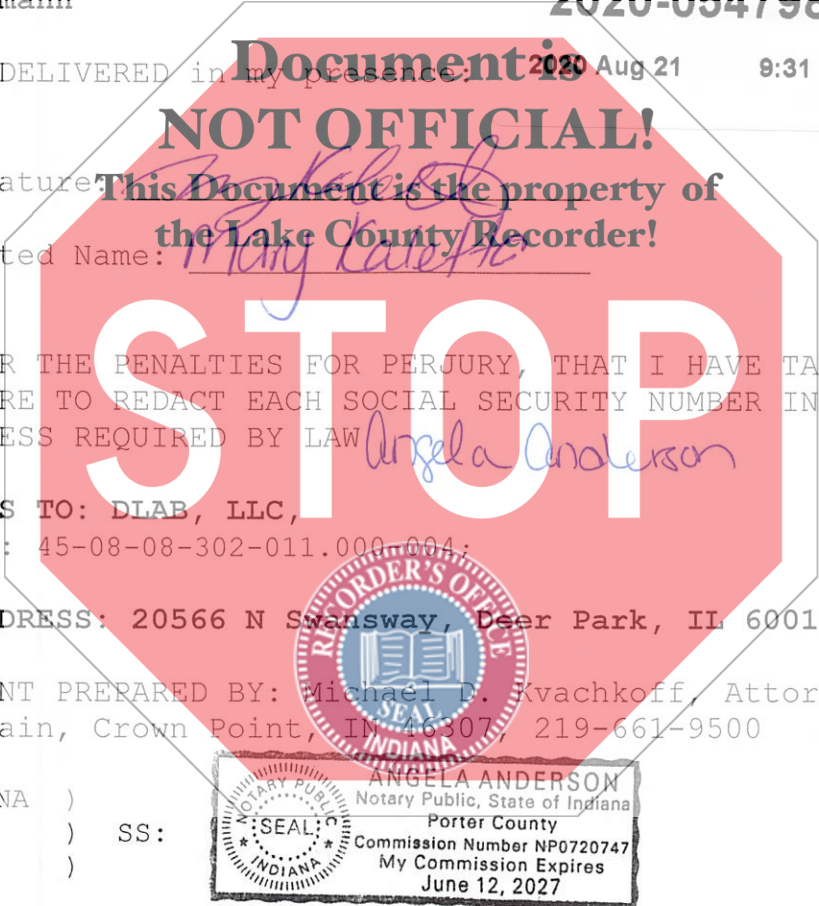 mann
2020-054798
Document is
DELIVERED in my presence: 2020 Aug 21 9:31
NOT OFFICIAL!
ature:
This Document is the property of
the Lake County Recorder!
ted Name: Mary
STOP
R THE PENALTIES FOR PERJURY, THAT I HAVE TA
RE TO REDACT EACH SOCIAL SECURITY NUMBER IN
ESS REQUIRED BY LAW Angela Anderson
S TO: DLAB, LLC,
: 45-08-08-302-011.000-004;
RECORDER'S OFFICE
DRESS: 20566 N Swansway, Deer Park, IL 6001
NT PREPARED BY: Michael D. Kvachkoff, Attor
SEAL
ain, Crown Point, IN 46307, 219-661-9500
INDIANA
NA )
) SS:
)
NOTARY PUBLIC
SEAL
INDIANA
ANGELA ANDERSON
Notary Public, State of Indiana
Porter County
Commission Number NP0720747
My Commission Expires
June 12, 2027